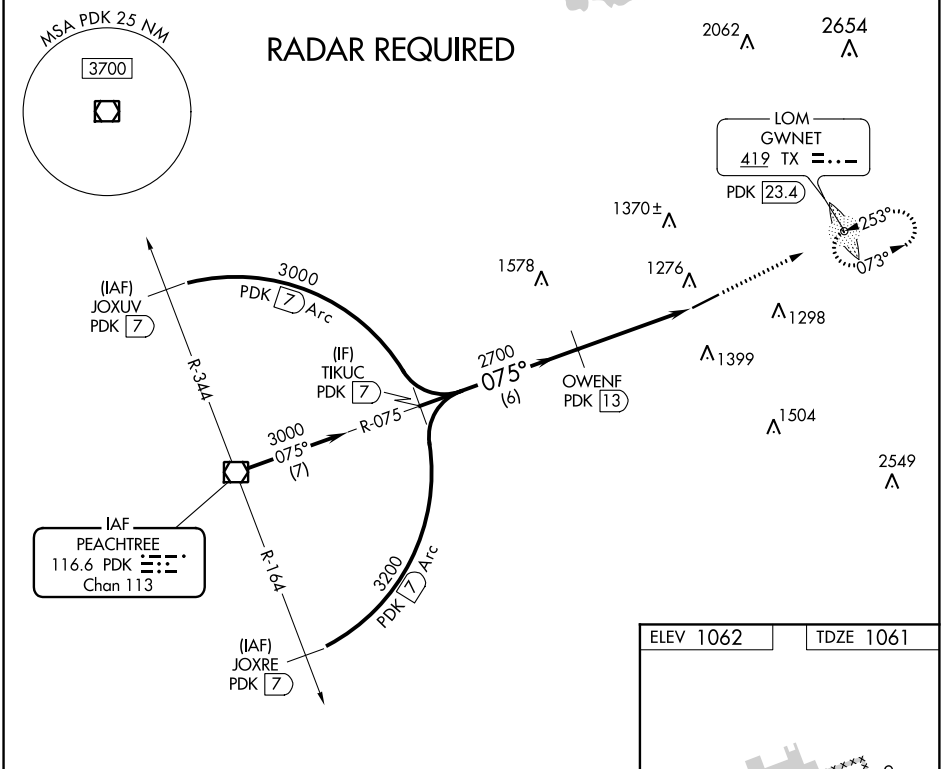 MSA PDK 25 NM
3700
RADAR REQUIRED
2062
2654
LOM
GWNET
419 TX
PDK 23.4
253°
073°
1370±
1578
1276
1298
1399
1504
2549
(IAF)
JOXUV
PDK 7
3000
PDK 7 Arc
R-344
(IF)
TIKUC
PDK 7
2700
075°
(6)
OWENF
PDK 13
R-075
3000
075°
(7)
IAF
PEACHTREE
116.6 PDK
Chan 113
R-164
3200
PDK 7 Arc
(IAF)
JOXRE
PDK 7
ELEV 1062
TDZE 1061